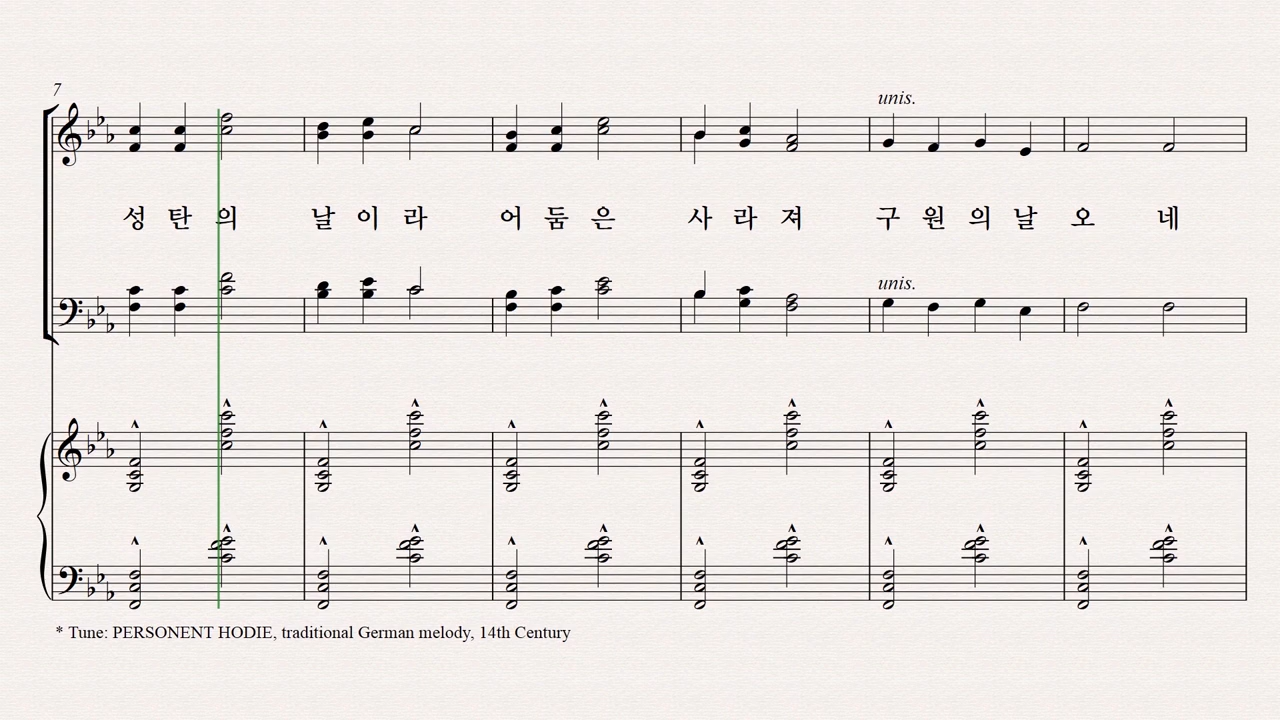 7
unis.
성 탄 의 날 이 라 어 둠 은 사 라 져 구 원 의 날 오 네
unis.
* Tune: PERSONENT HODIE, traditional German melody, 14th Century